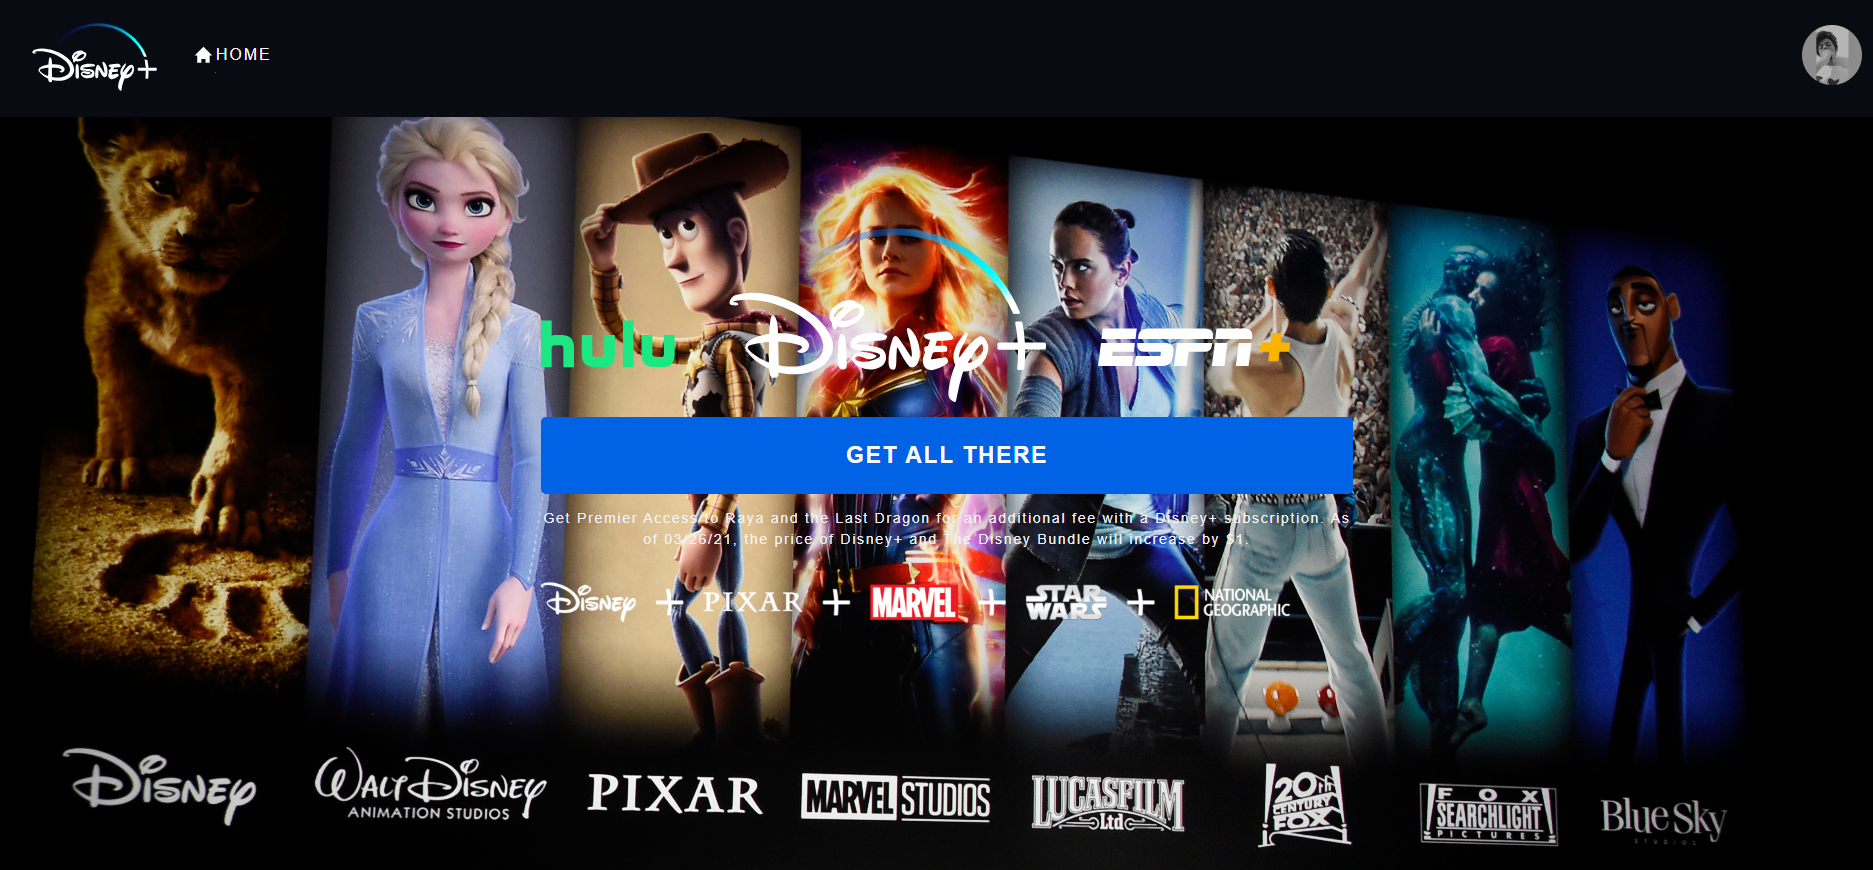 Disney+
HOME
hulu
Disney+
ESPN+
GET ALL THERE
Get Premier Access to Raya and the Last Dragon for an additional fee with a Disney+ subscription. As
of 03/26/21, the price of Disney+ and The Disney Bundle will increase by $1.
Disney + PIXAR + MARVEL + STAR WARS + NATIONAL GEOGRAPHIC
Disney
WALT DISNEY
ANIMATION STUDIOS
PIXAR
MARVEL STUDIOS
LUCASFILM
Ltd
20TH
CENTURY
FOX
FOX
SEARCHLIGHT
PICTURES
Blue Sky
STUDIOS